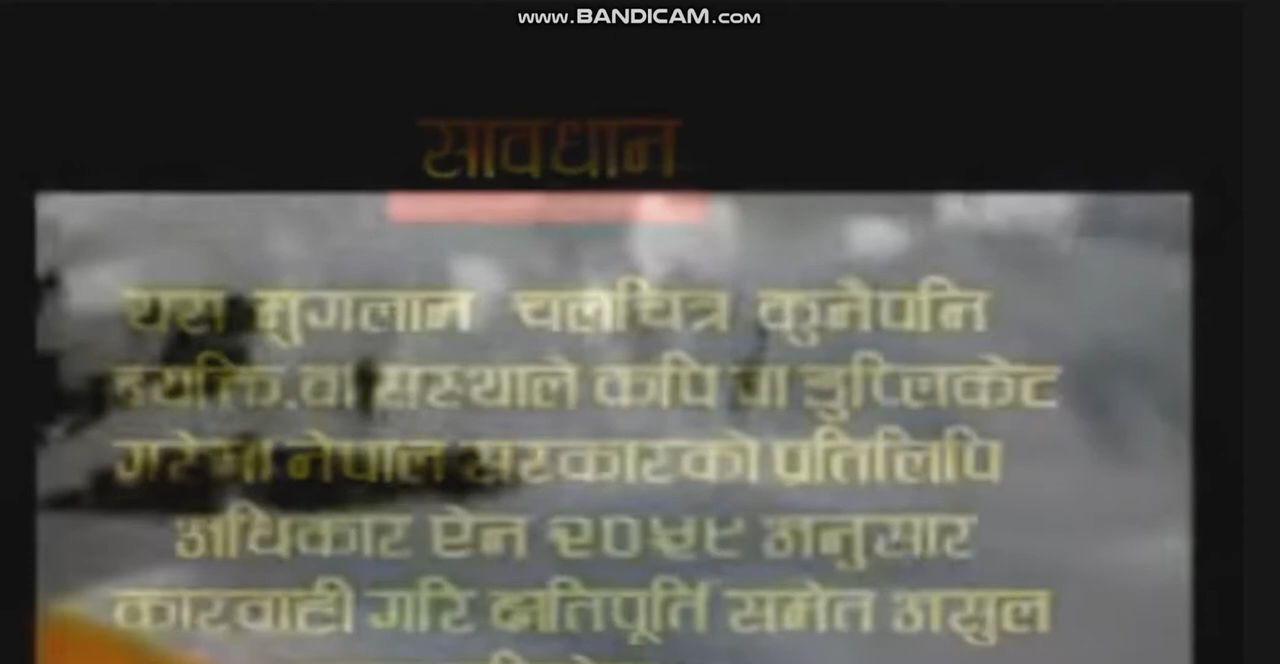 www.BANDICAM.com
सावधान
यस मुगलान चलचित्र कुनैपनि
व्यक्ति वा संस्थाले कपि वा डुप्लिकेट
गरेमा नेपाल सरकारको प्रतिलिपि
अधिकार ऐन २०५९ अनुसार
कारवाही गरि क्षतिपूर्ति समेत असुल